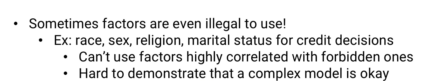 • Sometimes factors are even illegal to use!
• Ex: race, sex, religion, marital status for credit decisions
• Can't use factors highly correlated with forbidden ones
• Hard to demonstrate that a complex model is okay